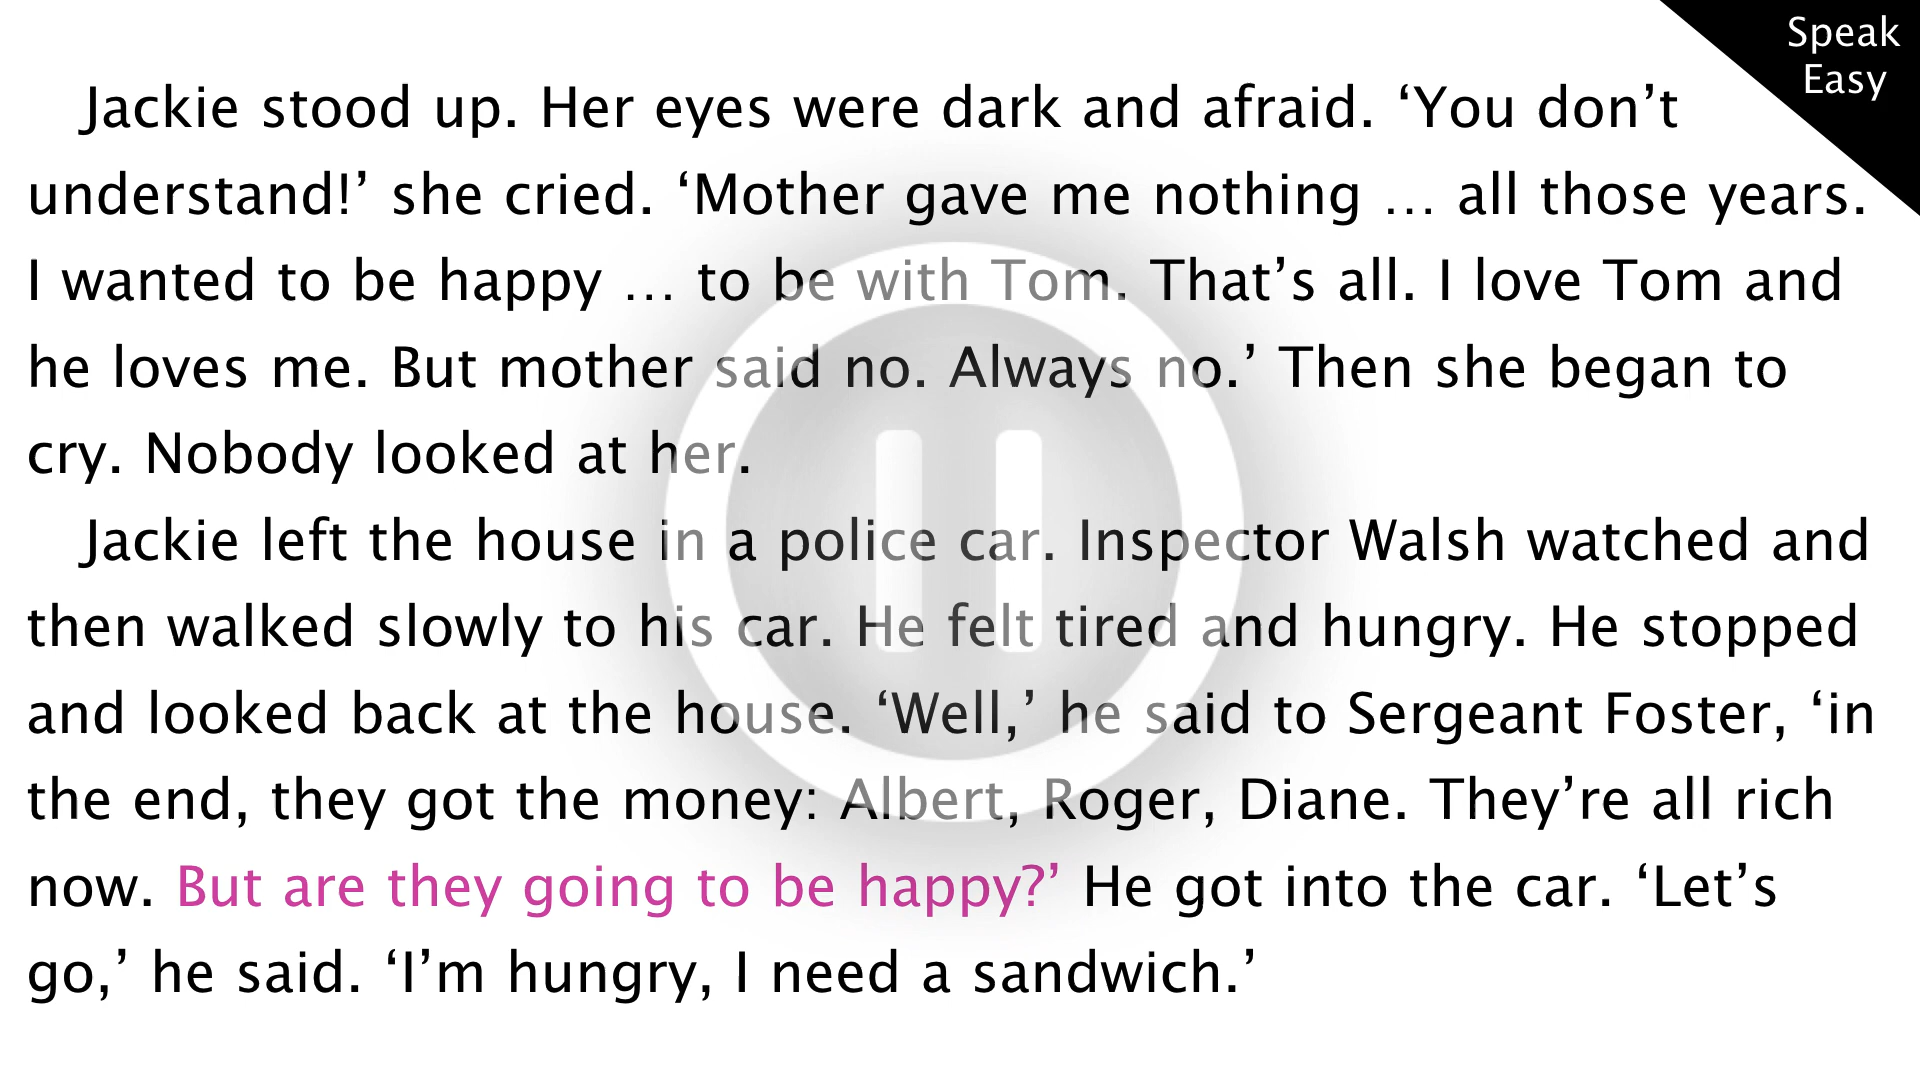 Speak
Easy
Jackie stood up. Her eyes were dark and afraid. ‘You don’t
understand!’ she cried. ‘Mother gave me nothing … all those years.
I wanted to be happy … to be with Tom. That’s all. I love Tom and
he loves me. But mother said no. Always no.’ Then she began to
cry. Nobody looked at her.
Jackie left the house in a police car. Inspector Walsh watched and
then walked slowly to his car. He felt tired and hungry. He stopped
and looked back at the house. ‘Well,’ he said to Sergeant Foster, ‘in
the end, they got the money: Albert, Roger, Diane. They’re all rich
now. But are they going to be happy?’ He got into the car. ‘Let’s
go,’ he said. ‘I’m hungry, I need a sandwich.’